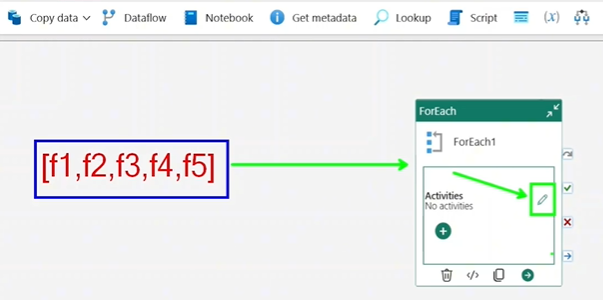 Copy data Dataflow Notebook Get metadata Lookup Script (x)
ForEach
ForEach1
[f1,f2,f3,f4,f5]
Activities
No activities